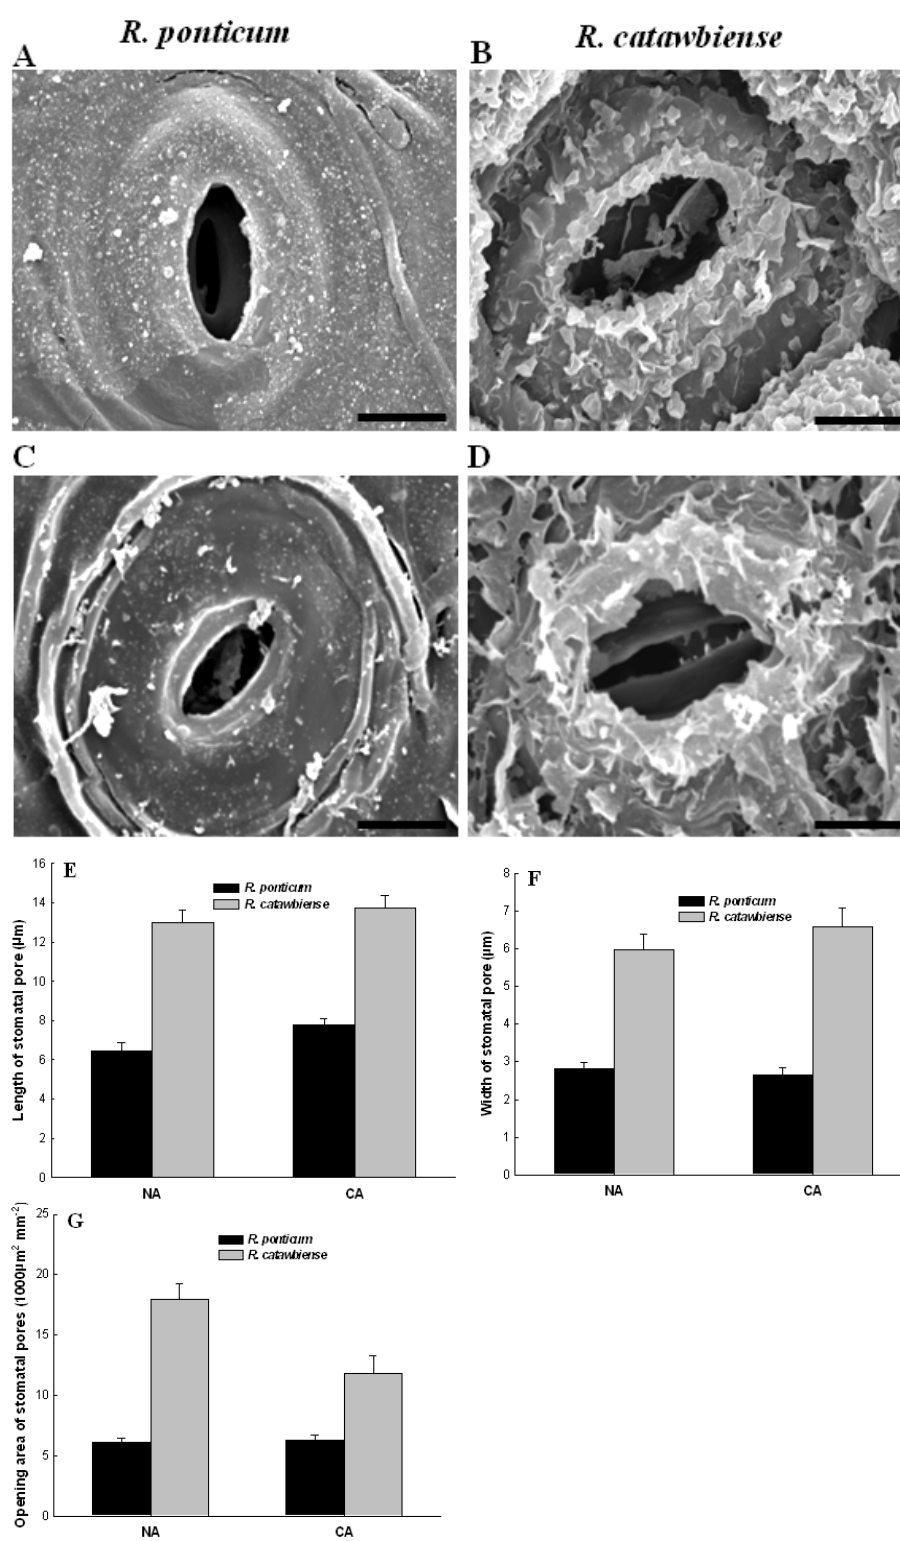 R. ponticum
R. catawbiense
A
B
C
D
E
R. ponticum
R. catawbiense
Length of stomatal pore (µm)
16
14
12
10
8
6
4
2
0
NA
CA
F
R. ponticum
R. catawbiense
Width of stomatal pore (µm)
8
7
6
5
4
3
2
1
0
NA
CA
G
R. ponticum
R. catawbiense
Opening area of stomatal pores (1000µm² mm⁻²)
25
20
15
10
5
0
NA
CA